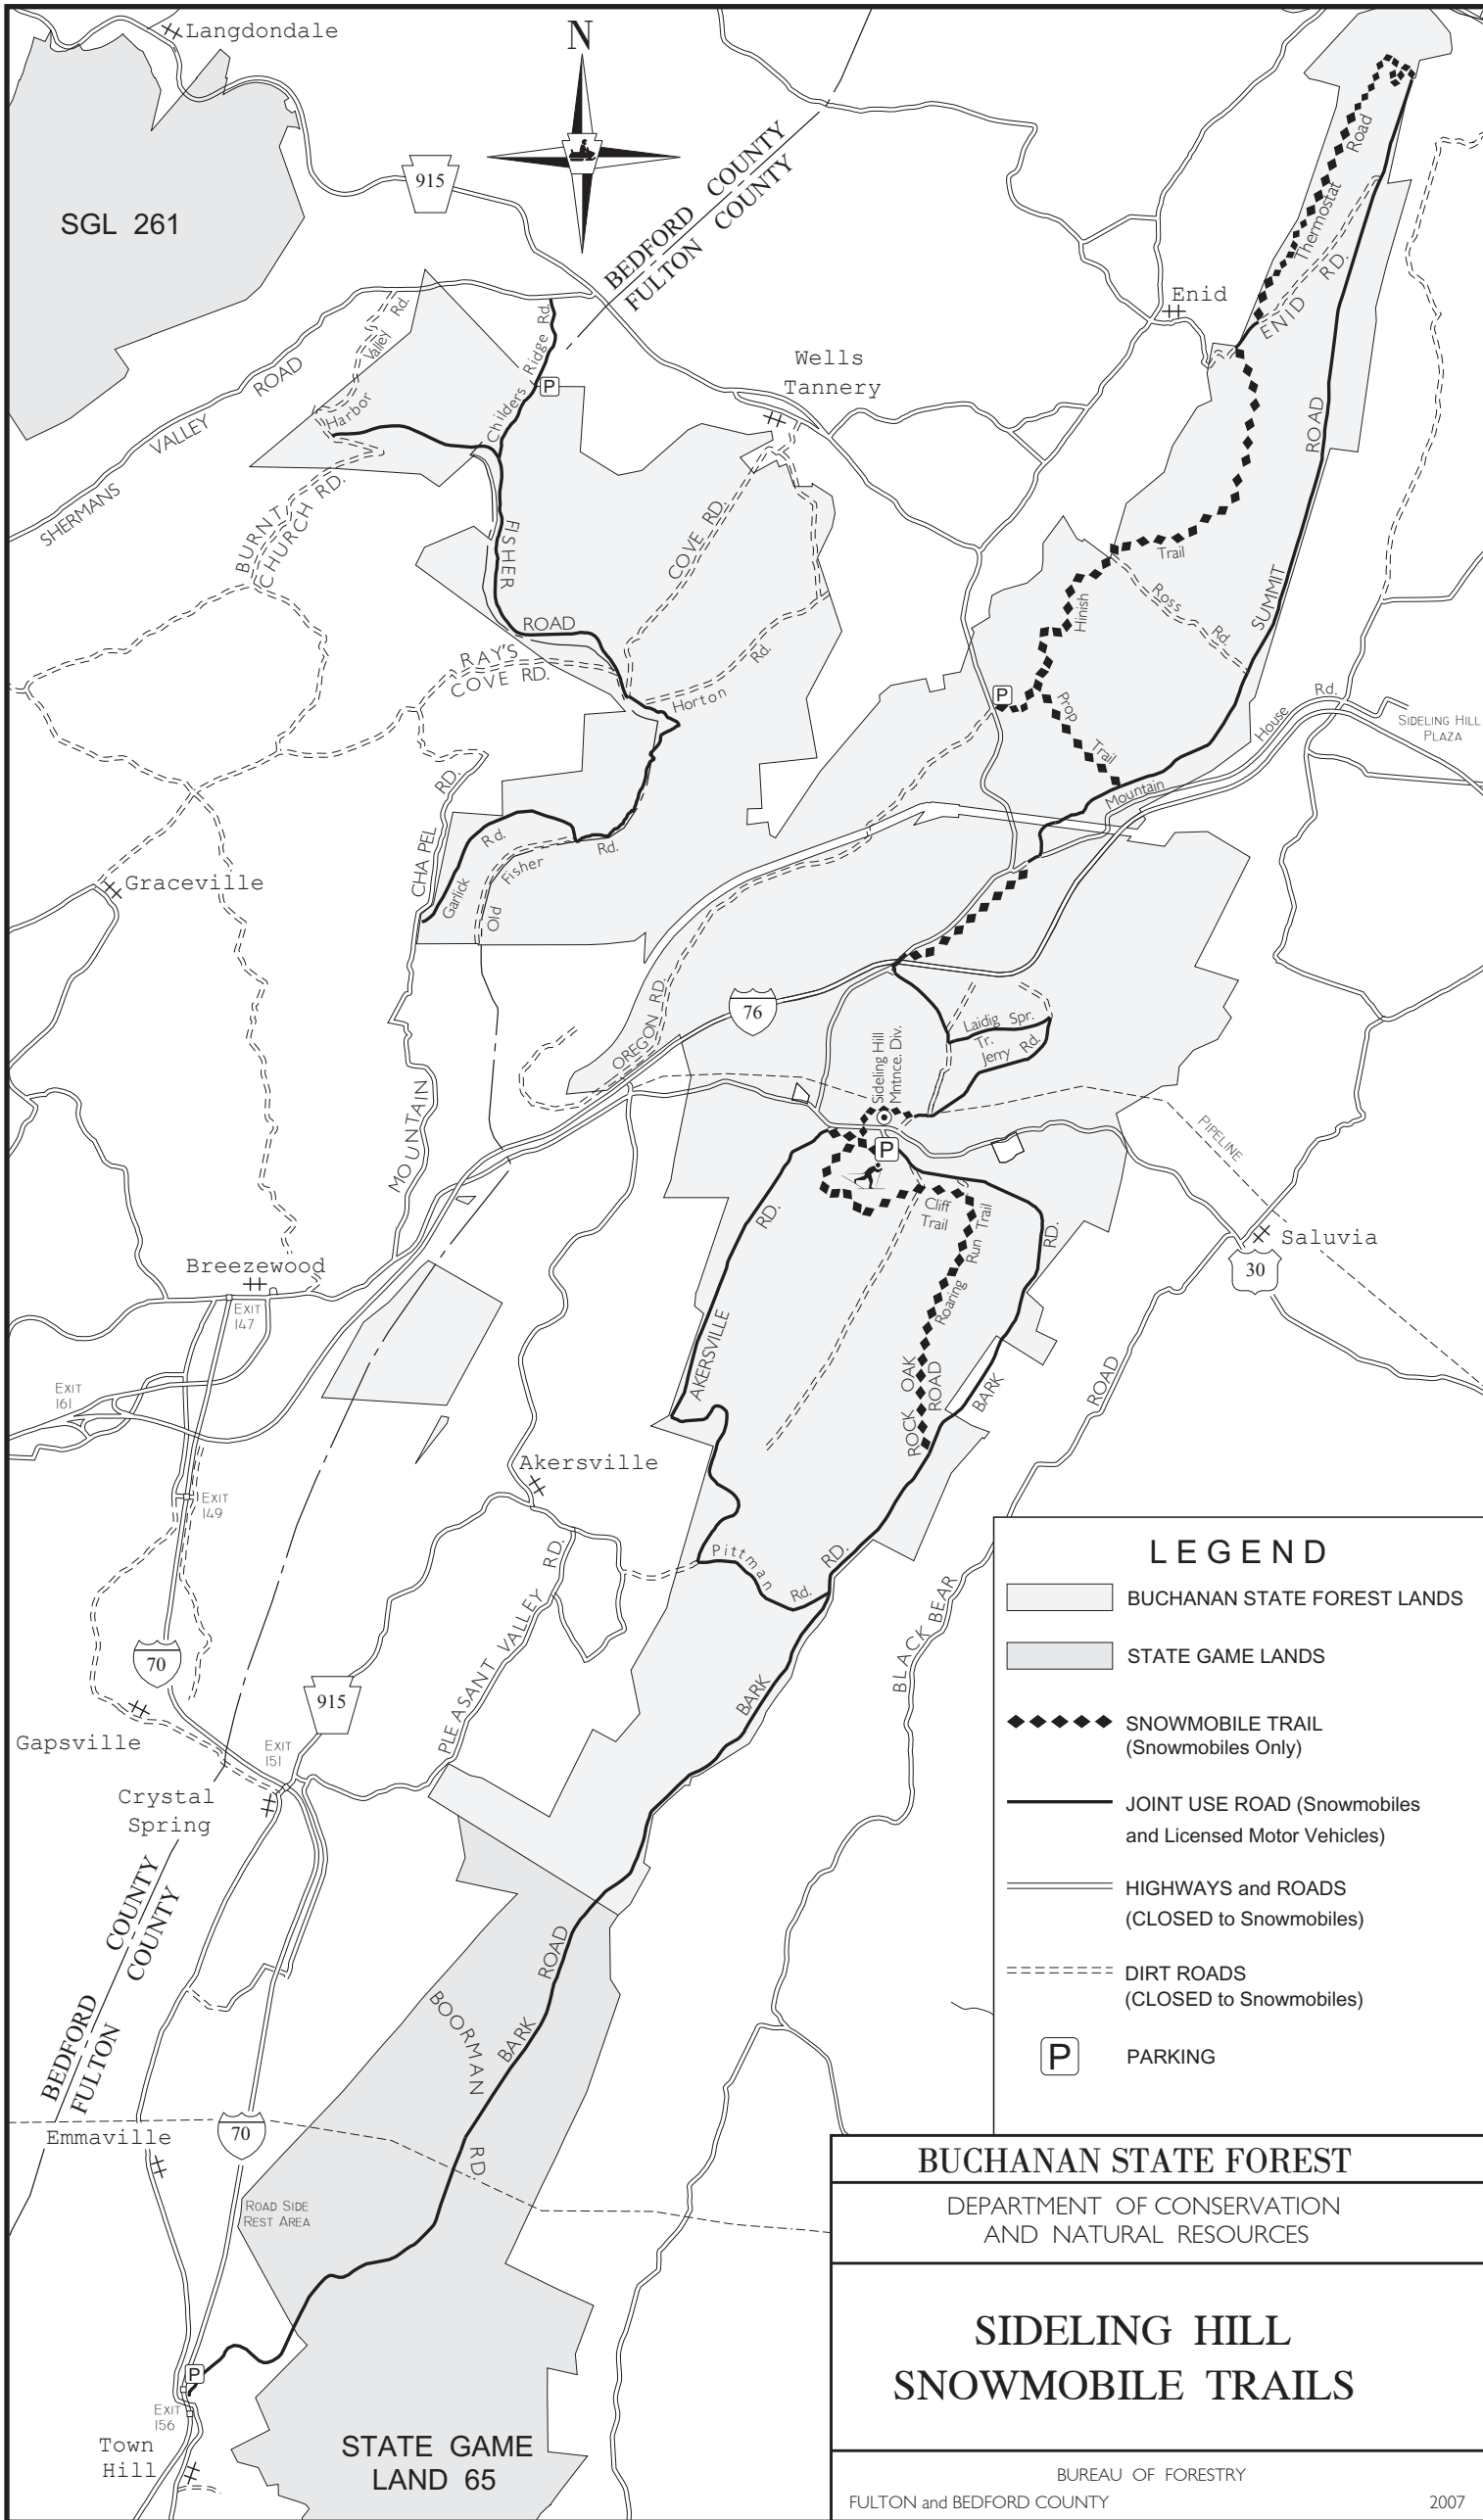 Langdondale
N
915
SGL 261
BEDFORD COUNTY
FULTON COUNTY
Thermostat Road
ENID RD.
Enid
Wells
Tannery
Valley Rd.
Harbor
Childers Ridge Rd.
P
SHERMANS VALLEY ROAD
BURNT
CHURCH RD.
FISHER
ROAD
COVE RD.
RAY'S
COVE RD.
Horton Rd.
SUMMIT ROAD
Trail
Hinish
Ross Rd.
P
Prop Trail
Mountain House Rd.
SIDELING HILL
PLAZA
CHAPEL RD.
Garlick Rd.
Old Fisher Rd.
Graceville
OREGON RD.
76
Laidig Spr.
Tr.
Jerry Rd.
Sideling Hill
Mntnce. Div.
P
PIPELINE
MOUNTAIN
Cliff
Trail
Roaring Run Trail
RD.
AKERSVILLE
RD.
Saluvia
30
Breezewood
EXIT
147
EXIT
161
ROCK OAK
ROAD
BARK
ROAD
EXIT
149
Akersville
Pittman Rd.
RD.
PLEASANT VALLEY RD.
BLACK BEAR
BARK
70
915
Gapsville
EXIT
151
Crystal
Spring
BEDFORD COUNTY
FULTON COUNTY
BARK ROAD
BOORMAN
RD
Emmaville
70
ROAD SIDE
REST AREA
P
EXIT
156
Town
Hill
STATE GAME
LAND 65
LEGEND
BUCHANAN STATE FOREST LANDS
STATE GAME LANDS
SNOWMOBILE TRAIL
(Snowmobiles Only)
JOINT USE ROAD (Snowmobiles
and Licensed Motor Vehicles)
HIGHWAYS and ROADS
(CLOSED to Snowmobiles)
DIRT ROADS
(CLOSED to Snowmobiles)
P
PARKING
BUCHANAN STATE FOREST
DEPARTMENT OF CONSERVATION
AND NATURAL RESOURCES
SIDELING HILL
SNOWMOBILE TRAILS
BUREAU OF FORESTRY
FULTON and BEDFORD COUNTY
2007